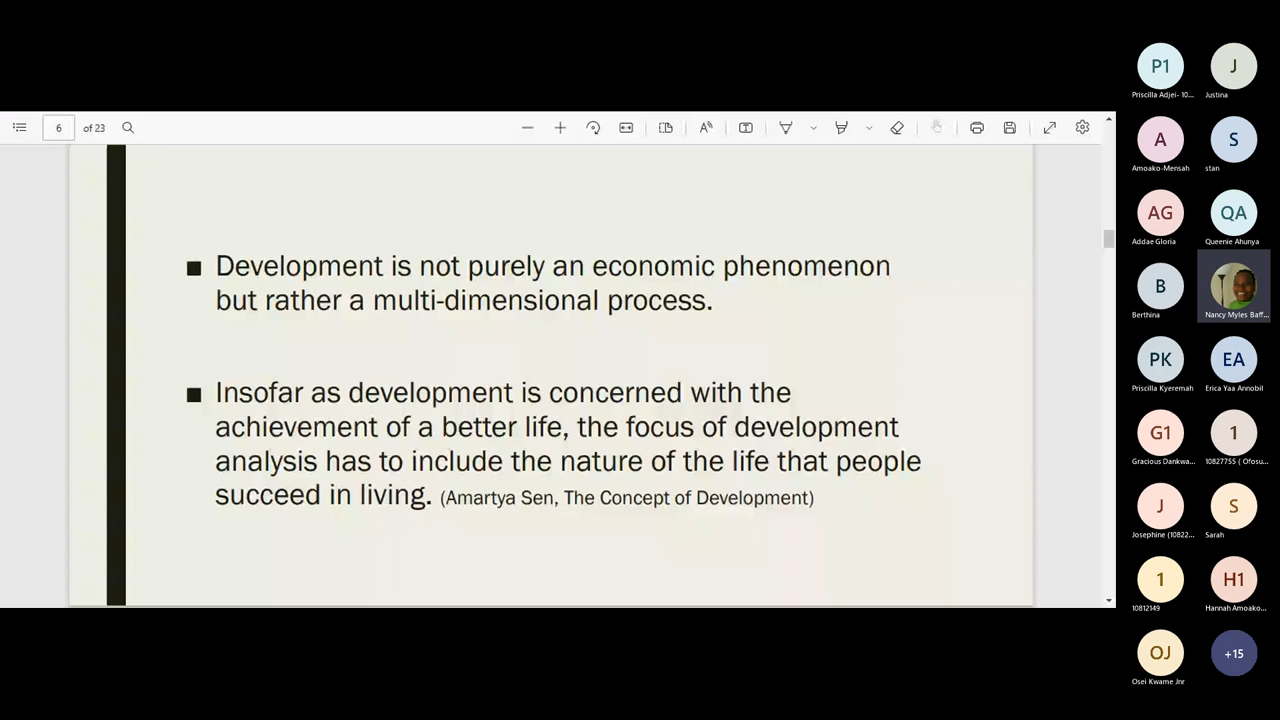 6 of 23
Development is not purely an economic phenomenon
but rather a multi-dimensional process.
Insofar as development is concerned with the
achievement of a better life, the focus of development
analysis has to include the nature of the life that people
succeed in living. (Amartya Sen, The Concept of Development)
P1
Priscilla Adjei- 10...
J
Justina
A
Amoako-Mensah
S
stan
AG
Addae Gloria
QA
Queenie Ahunya
B
Berthina
Nancy Myles Baff...
PK
Priscilla Kyeremah
EA
Erica Yaa Annobil
G1
Gracious Dankwa...
1
10827755 ( Ofosu...
J
Josephine (10822...
S
Sarah
1
10812149
H1
Hannah Amoako...
OJ
Osei Kwame Jnr
+15